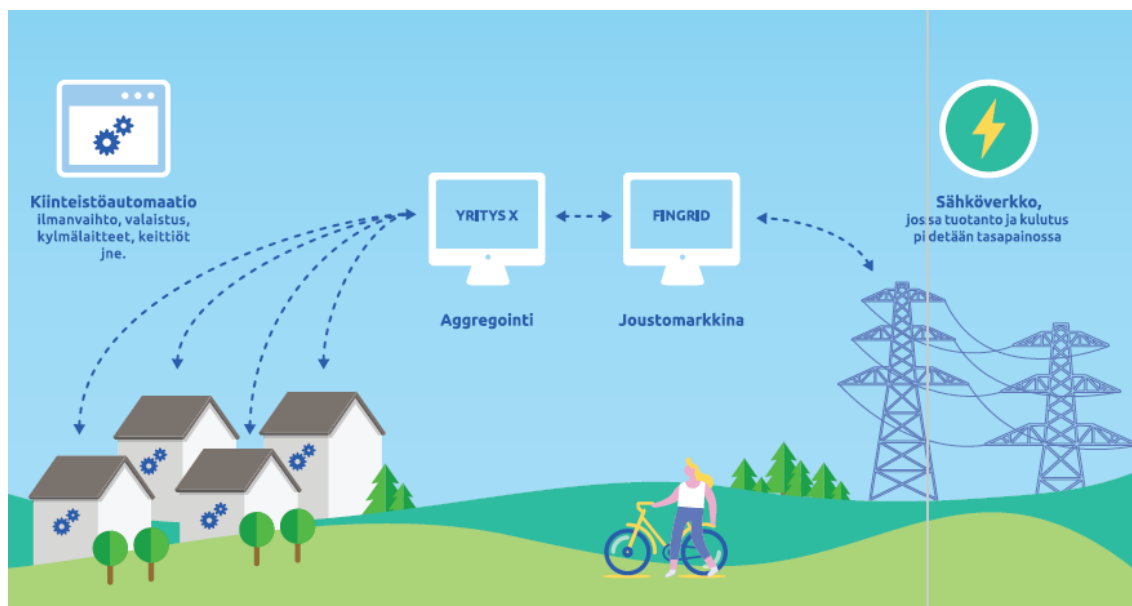 Kiinteistöautomaatio
ilmanvaihto, valaistus,
kylmälaitteet, keittiöt
jne.
YRITYS X
Aggregointi
FINGRID
Joustomarkkina
Sähköverkko,
jossa tuotanto ja kulutus
pidetään tasapainossa